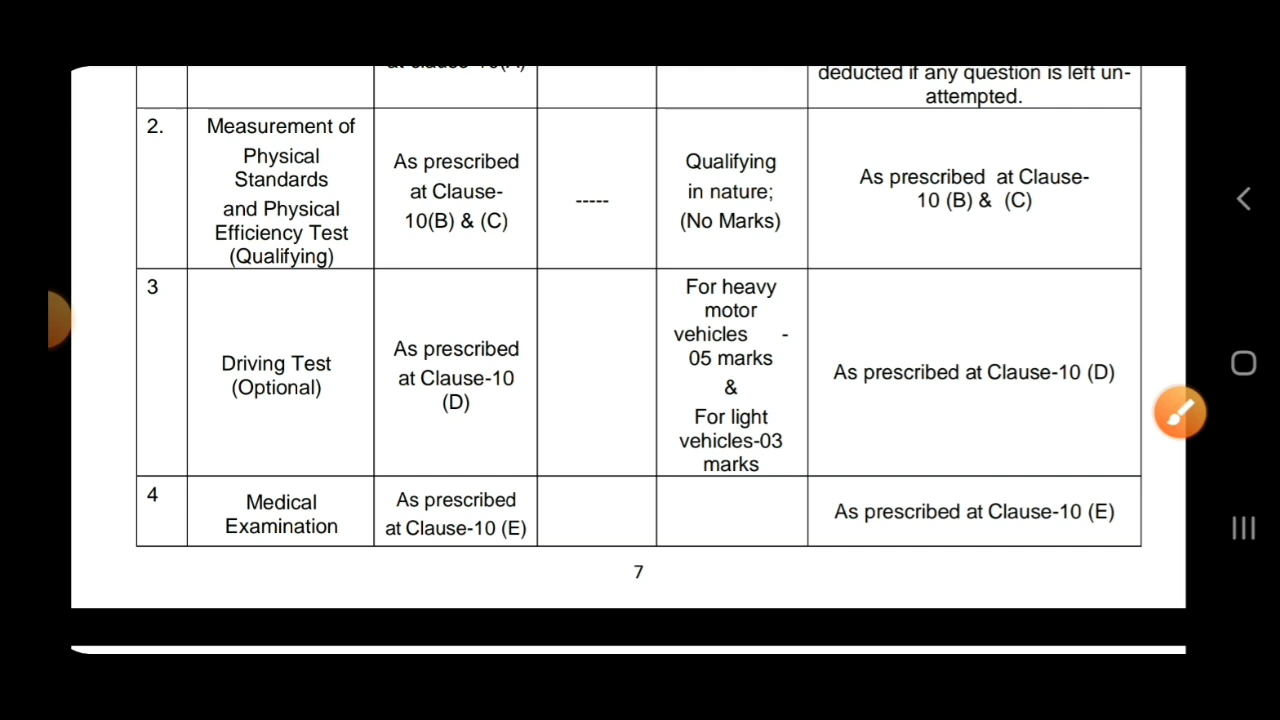 deducted if any question is left un-
attempted.
2.
Measurement of
Physical
Standards
and Physical
Efficiency Test
(Qualifying)
As prescribed
at Clause-
10(B) & (C)
-----
Qualifying
in nature;
(No Marks)
As prescribed at Clause-
10 (B) & (C)
3
Driving Test
(Optional)
As prescribed
at Clause-10
(D)
For heavy
motor
vehicles -
05 marks
&
For light
vehicles-03
marks
As prescribed at Clause-10 (D)
4
Medical
Examination
As prescribed
at Clause-10 (E)
As prescribed at Clause-10 (E)
7